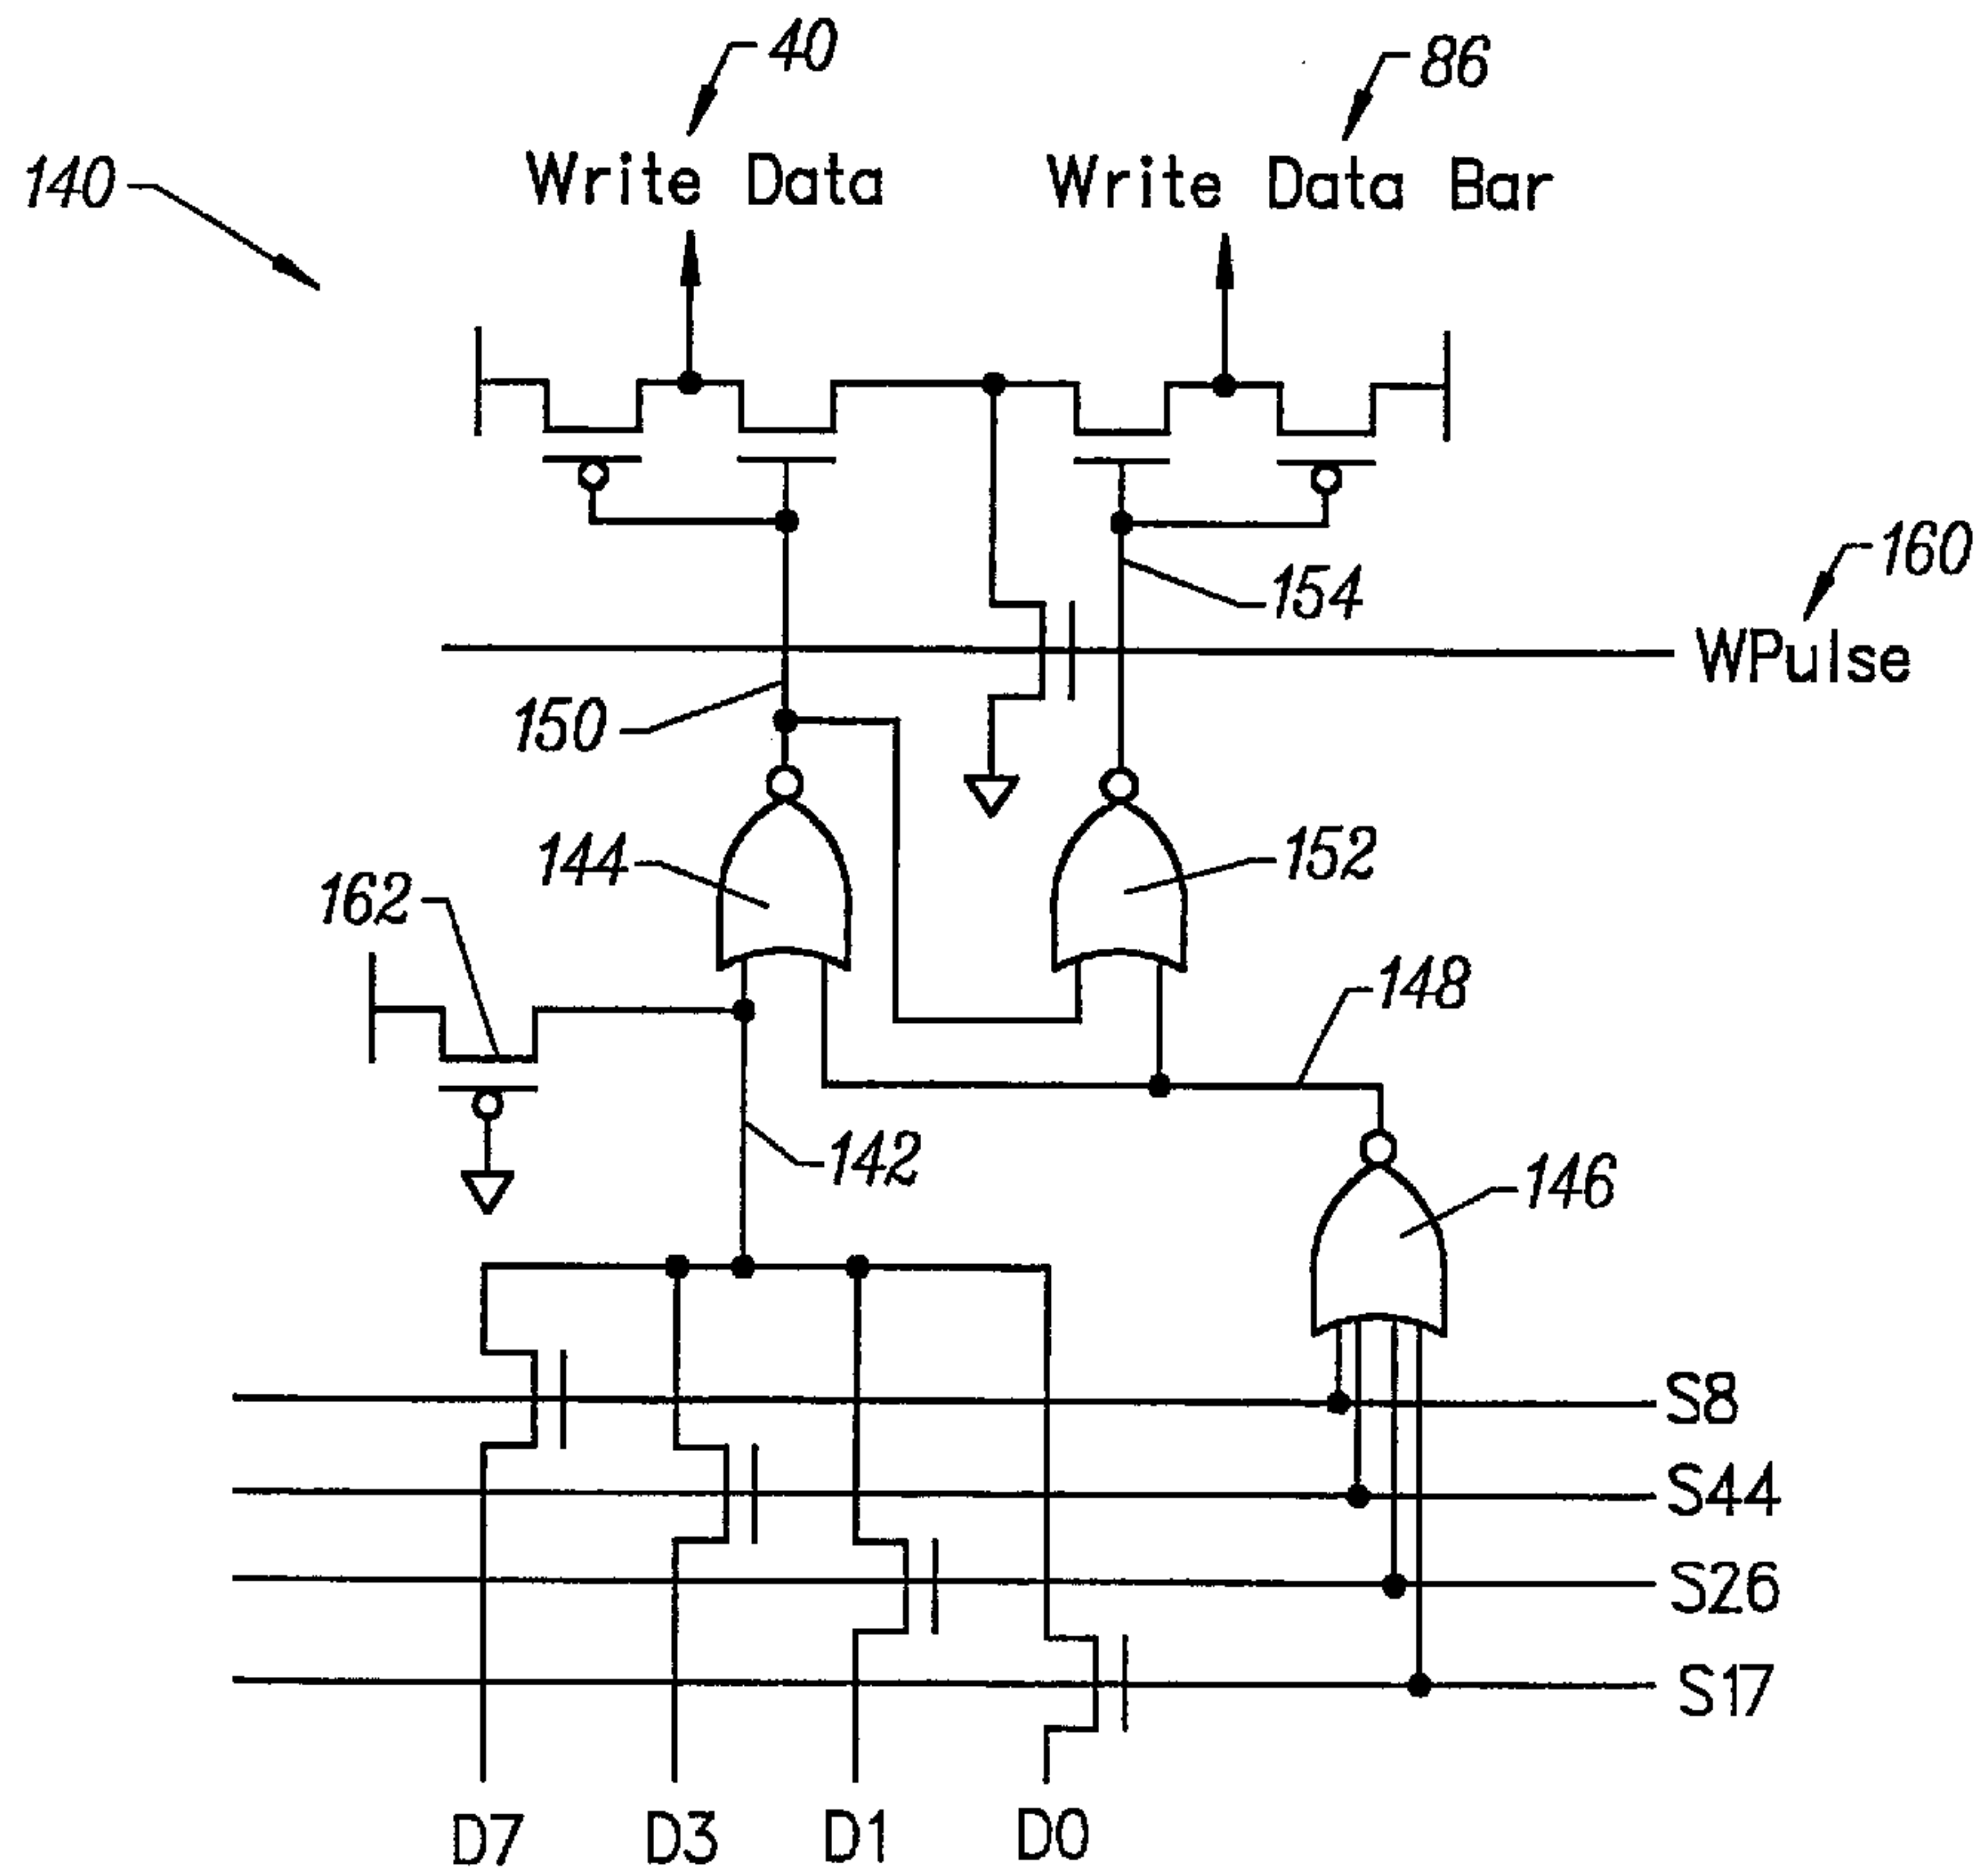 40
86
140
Write Data
Write Data Bar
160
154
WPulse
150
144
152
162
148
142
146
S8
S44
S26
S17
D7
D3
D1
D0